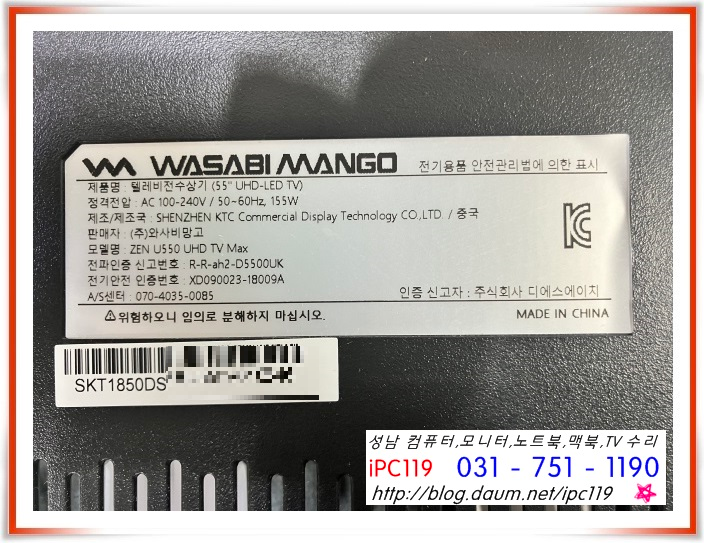 WASABI MANGO 전기용품 안전관리법에 의한 표시
제품명 : 텔레비전수상기 (55" UHD-LED TV)
정격전압 : AC 100-240V / 50~60Hz, 155W
제조/제조국 : SHENZHEN KTC Commercial Display Technology CO.,LTD. / 중국
판매자 : (주)와사비망고
모델명 : ZEN U550 UHD TV Max
전파인증 신고번호 : R-R-ah2-D5500UK
전기안전 인증번호 : XD090023-18009A
A/S센터 : 070-4035-0085
인증 신고자 : 주식회사 디에스에이치
⚠위험하오니 임의로 분해하지 마십시오.
MADE IN CHINA
SKT1850DS
성남 컴퓨터,모니터,노트북,맥북,TV 수리
iPC119 031 - 751 - 1190
http://blog.daum.net/ipc119